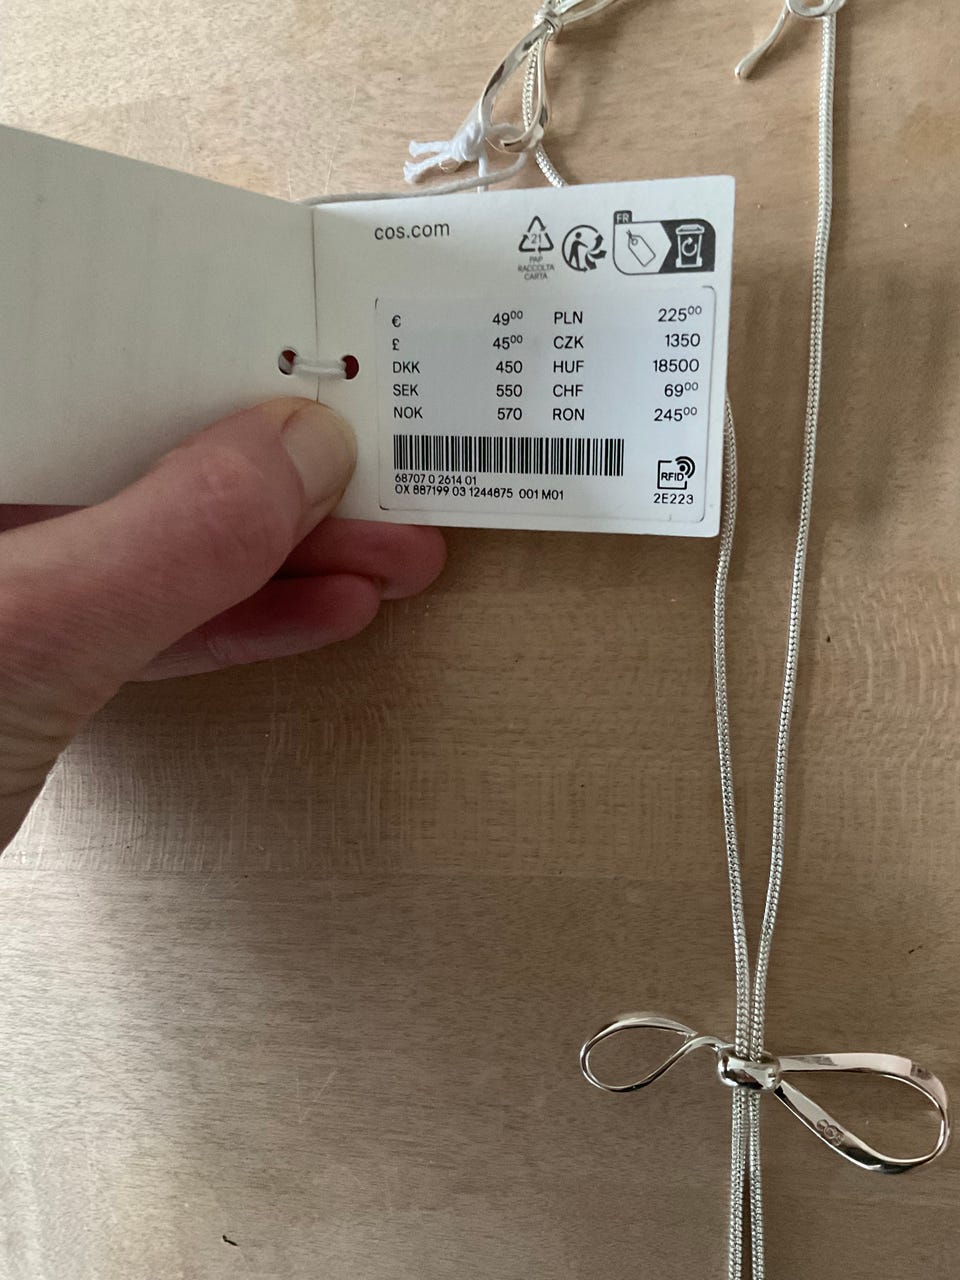 cos.com
21
PAP
RACCOLTA
CARTA
FR
€ 49⁰⁰ PLN 225⁰⁰
£ 45⁰⁰ CZK 1350
DKK 450 HUF 18500
SEK 550 CHF 69⁰⁰
NOK 570 RON 245⁰⁰
68707 0 2614 01
OX 887199 03 1244875 001 M01
RFID
2E223
COS